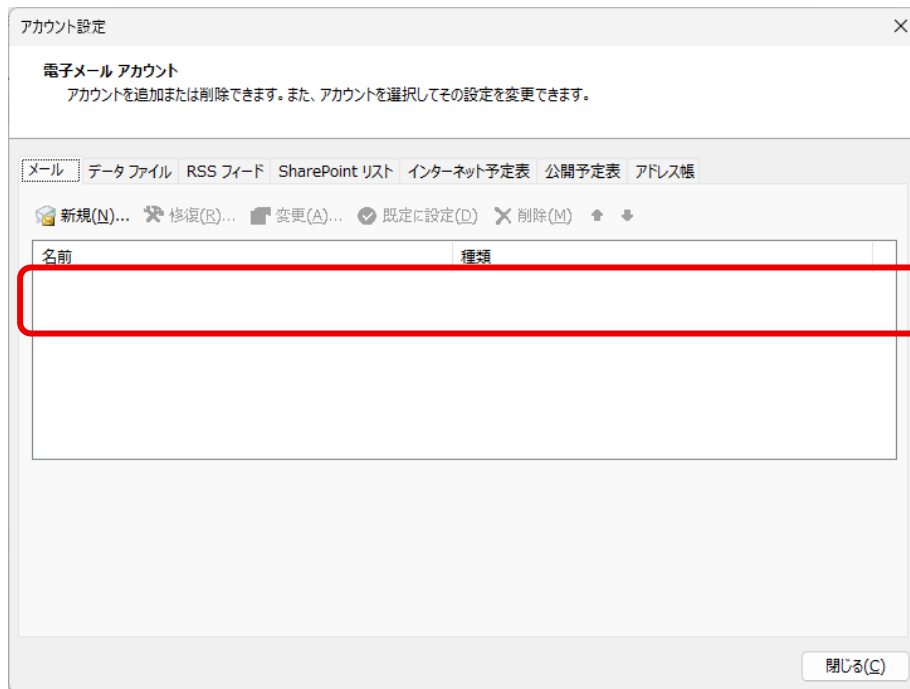 アカウント設定
電子メール アカウント
アカウントを追加または削除できます。また、アカウントを選択してその設定を変更できます。
メール データ ファイル RSS フィード SharePoint リスト インターネット予定表 公開予定表 アドレス帳
新規(N)... 修復(R)... 変更(A)... 既定に設定(D) 削除(M)
名前 種類
閉じる(C)